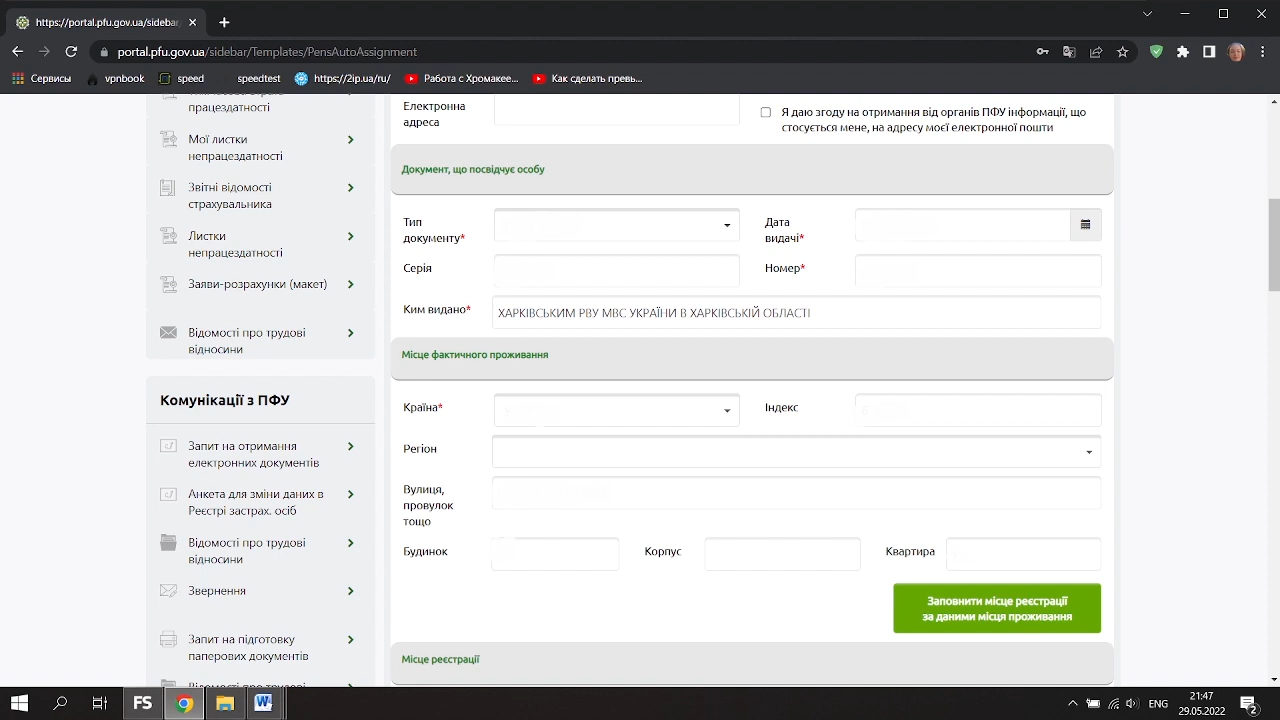 https://portal.pfu.gov.ua/sidebar/
portal.pfu.gov.ua/sidebar/Templates/PensAutoAssignment
Сервисы
vpnbook
speed
speedtest
https://2ip.ua/ru/
Работа с Хромакее...
Как сделать превь...
працездатності
Мої листки
непрацездатності
Звітні відомості
страхувальника
Листки
непрацездатності
Заяви-розрахунки (макет)
Відомості про трудові
відносини
Комунікації з ПФУ
Запит на отримання
електронних документів
Анкета для зміни даних в
Реєстрі застрах. осіб
Відомості про трудові
відносини
Звернення
Запит на підготовку
паперових документів
Електронна
адреса
Я даю згоду на отримання від органів ПФУ інформації, що
стосується мене, на адресу моєї електронної пошти
Документ, що посвідчує особу
Тип
документу*
Дата
видачі*
Серія
Номер*
Ким видано*
ХАРКІВСЬКИМ РВУ МВС УКРАЇНИ В ХАРКІВСЬКІЙ ОБЛАСТІ
Місце фактичного проживання
Країна*
Індекс
Регіон
Вулиця,
провулок
тощо
Будинок
Корпус
Квартира
Заповнити місце реєстрації
за даними місця проживання
Місце реєстрації
FS
W
ENG
21:47
29.05.2022
2